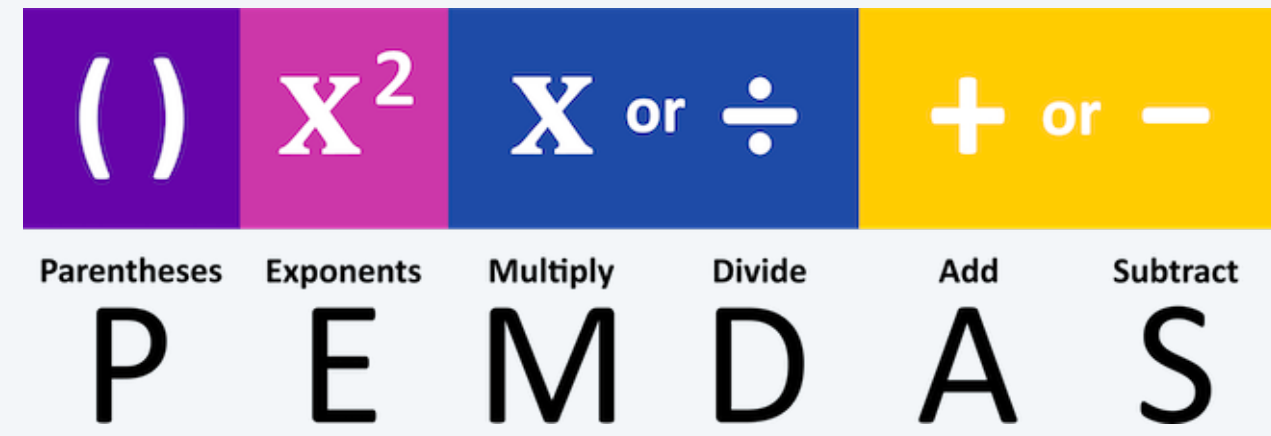 ( ) x² x or ÷ + or −
Parentheses Exponents Multiply Divide Add Subtract
P E M D A S